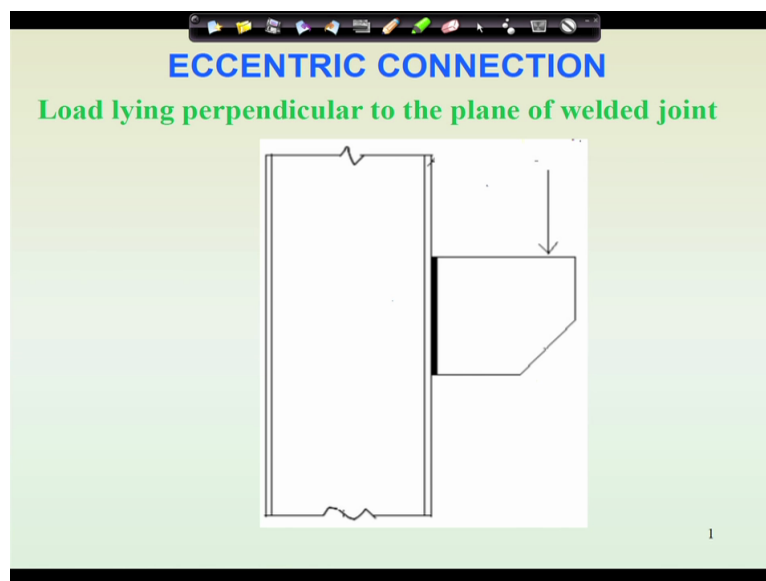 ECCENTRIC CONNECTION
Load lying perpendicular to the plane of welded joint
1